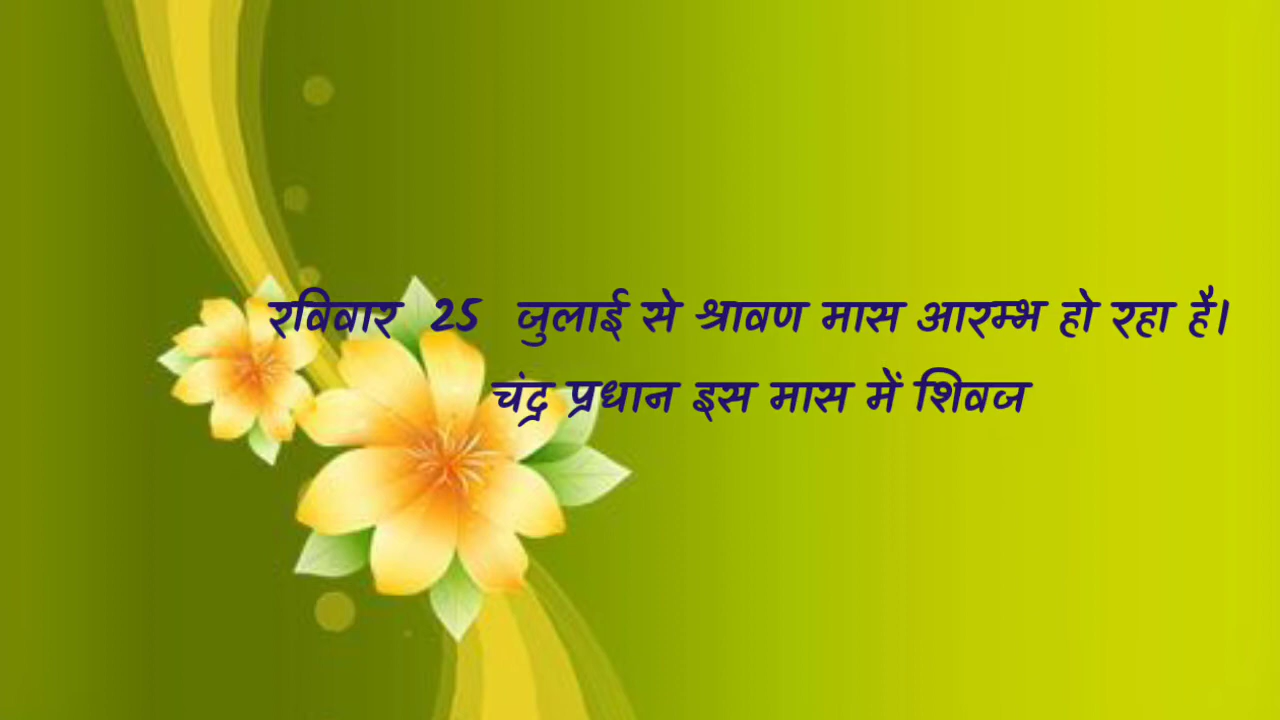 रविवार 25 जुलाई से श्रावण मास आरम्भ हो रहा है।
चंद्र प्रधान इस मास में शिवज